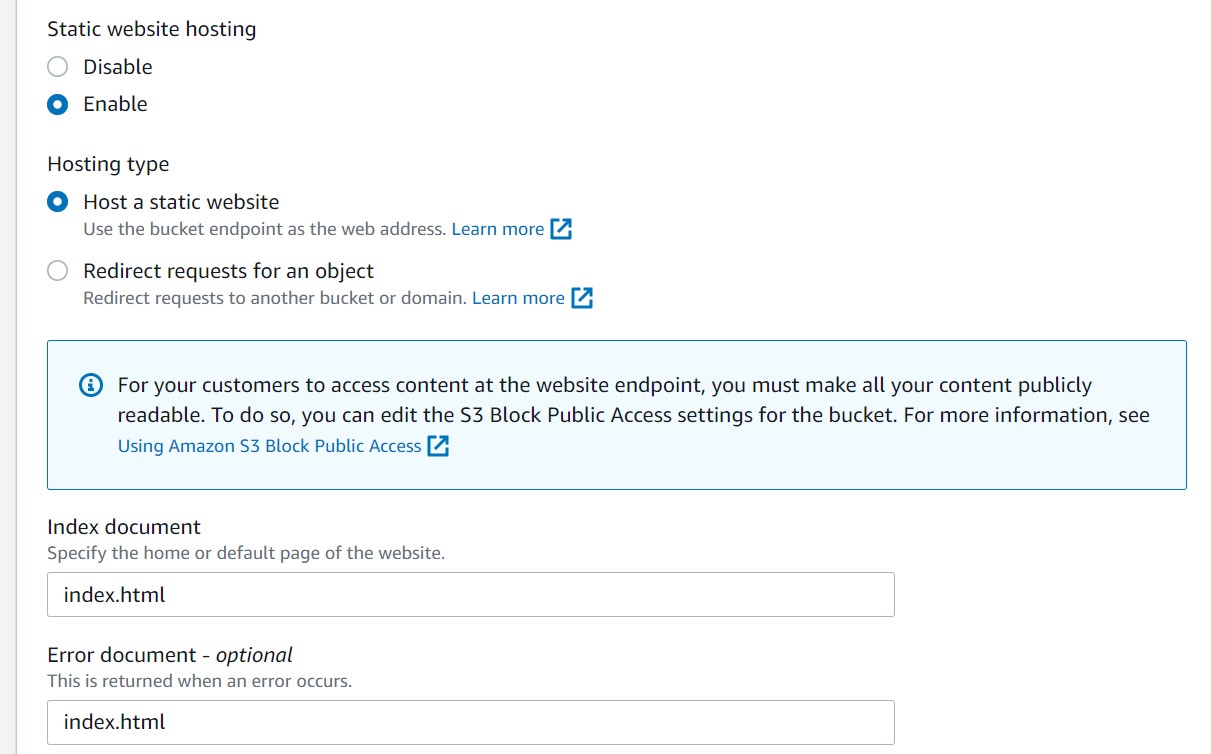 Static website hosting
Disable
Enable
Hosting type
Host a static website
Use the bucket endpoint as the web address. Learn more
Redirect requests for an object
Redirect requests to another bucket or domain. Learn more
For your customers to access content at the website endpoint, you must make all your content publicly
readable. To do so, you can edit the S3 Block Public Access settings for the bucket. For more information, see
Using Amazon S3 Block Public Access
Index document
Specify the home or default page of the website.
index.html
Error document - optional
This is returned when an error occurs.
index.html